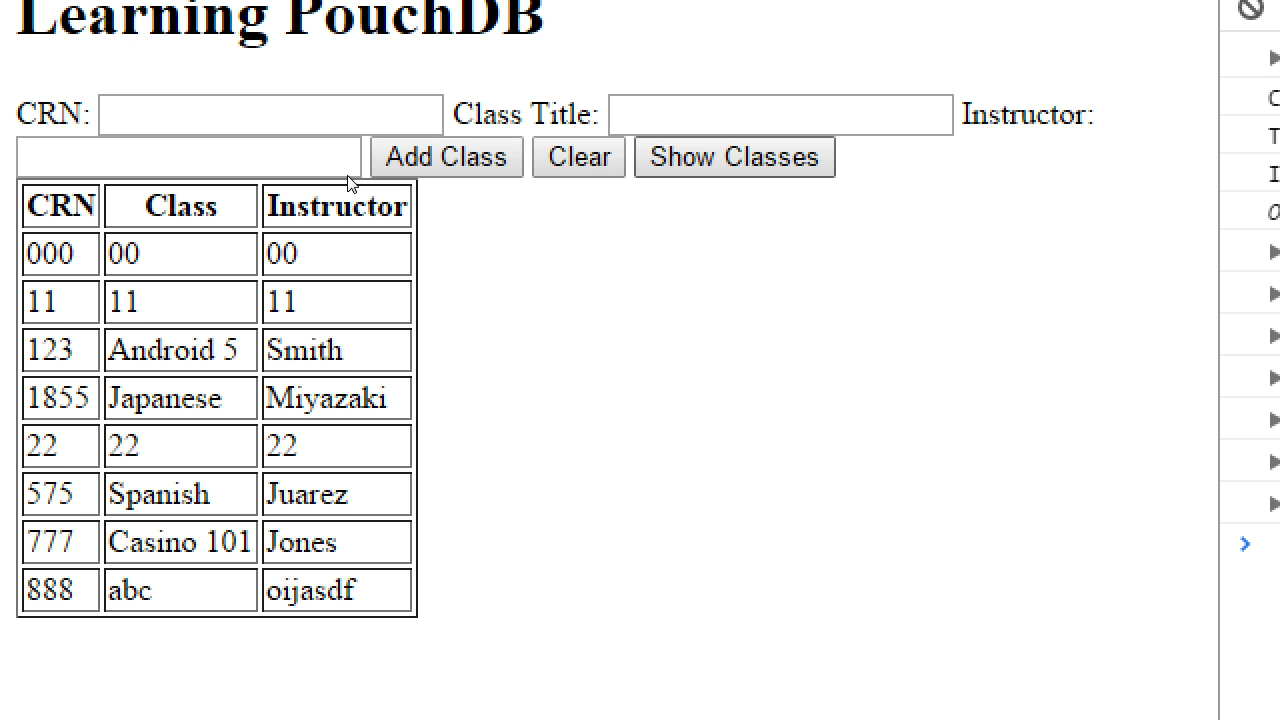 Learning PouchDB
CRN: Class Title: Instructor:
Add Class Clear Show Classes
CRN Class Instructor
000 00 00
11 11 11
123 Android 5 Smith
1855 Japanese Miyazaki
22 22 22
575 Spanish Juarez
777 Casino 101 Jones
888 abc oijasdf